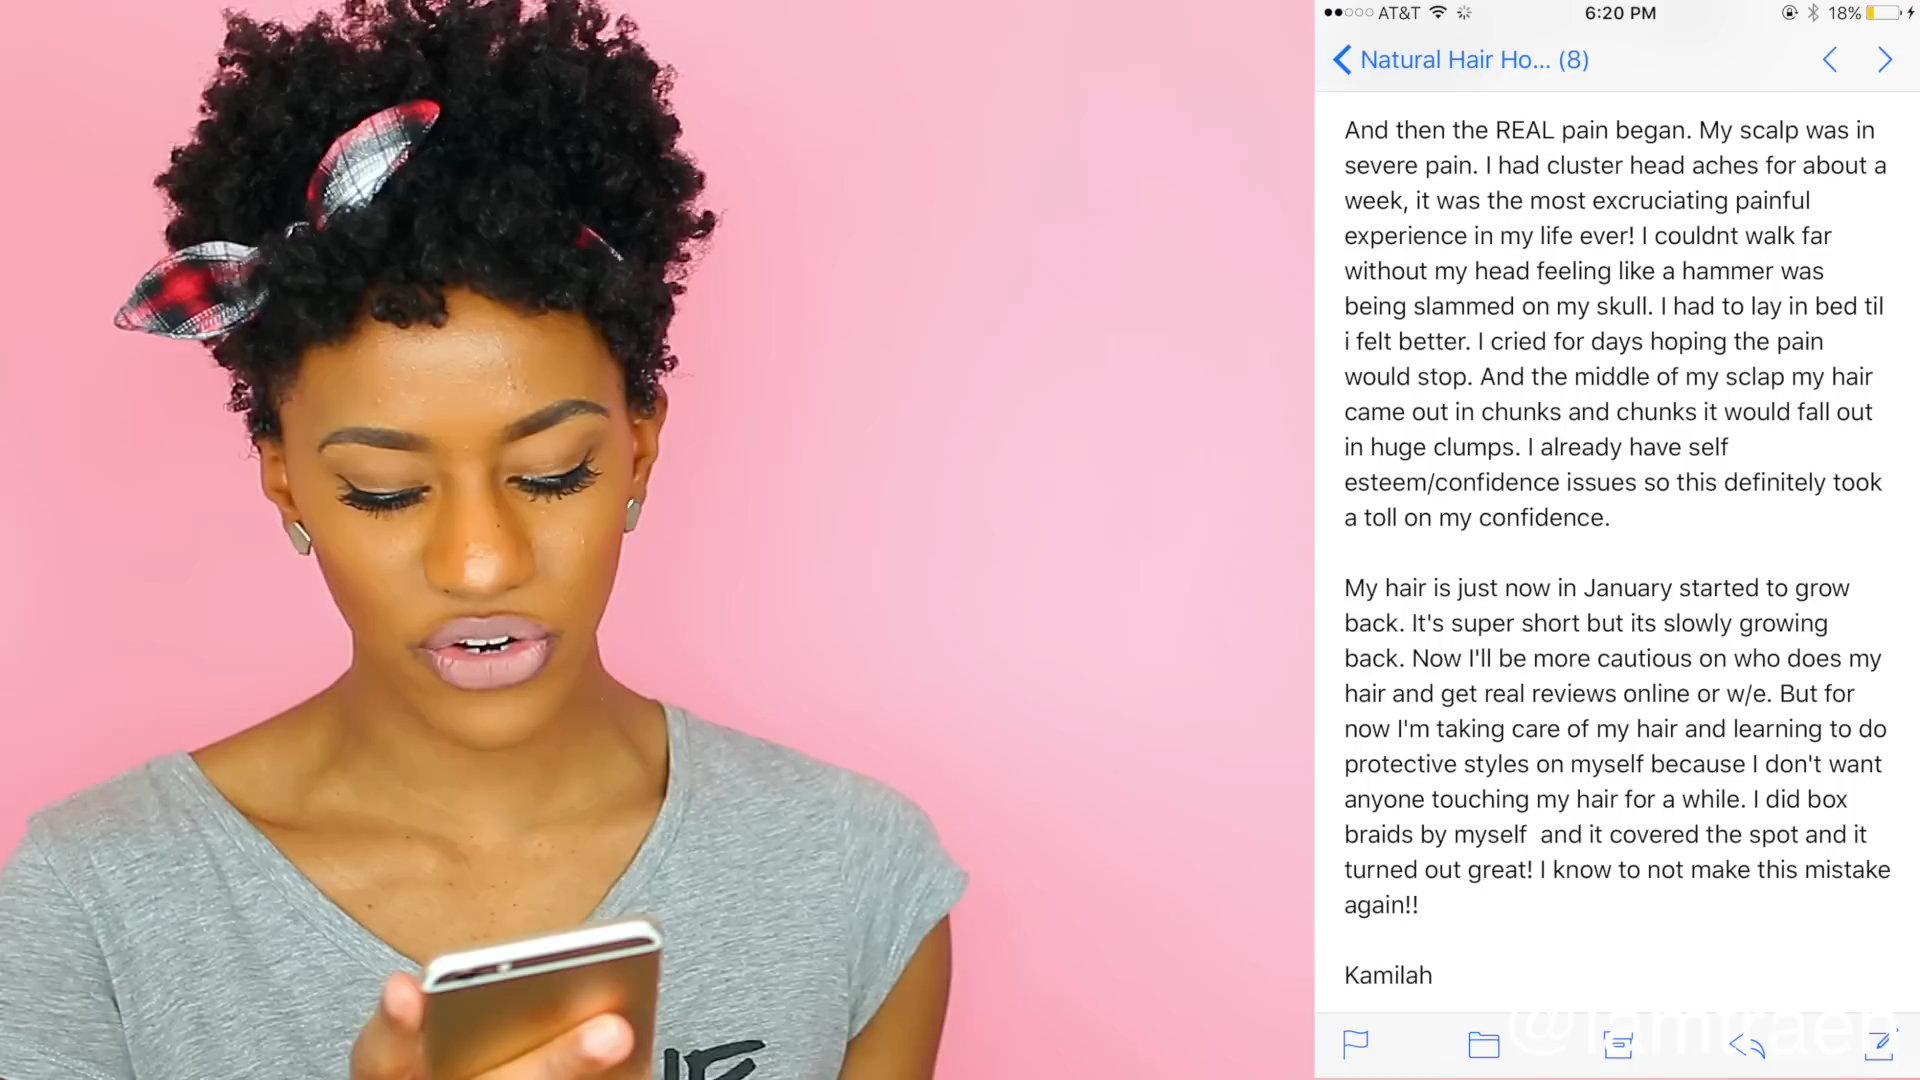 AT&T 6:20 PM 18%
Natural Hair Ho... (8)
And then the REAL pain began. My scalp was in
severe pain. I had cluster head aches for about a
week, it was the most excruciating painful
experience in my life ever! I couldnt walk far
without my head feeling like a hammer was
being slammed on my skull. I had to lay in bed til
i felt better. I cried for days hoping the pain
would stop. And the middle of my sclap my hair
came out in chunks and chunks it would fall out
in huge clumps. I already have self
esteem/confidence issues so this definitely took
a toll on my confidence.
My hair is just now in January started to grow
back. It's super short but its slowly growing
back. Now I'll be more cautious on who does my
hair and get real reviews online or w/e. But for
now I'm taking care of my hair and learning to do
protective styles on myself because I don't want
anyone touching my hair for a while. I did box
braids by myself  and it covered the spot and it
turned out great! I know to not make this mistake
again!!
Kamilah